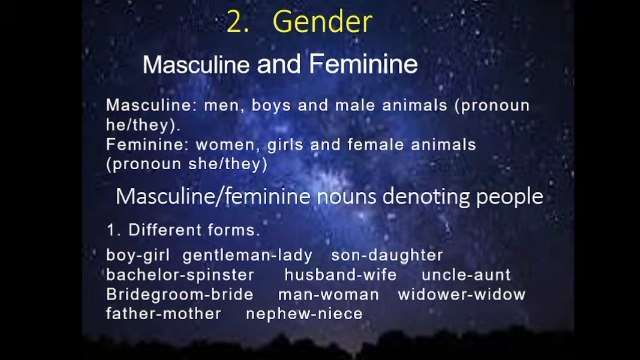 2. Gender
Masculine and Feminine
Masculine: men, boys and male animals (pronoun
he/they).
Feminine: women, girls and female animals
(pronoun she/they)
Masculine/feminine nouns denoting people
1. Different forms.
boy-girl gentleman-lady son-daughter
bachelor-spinster husband-wife uncle-aunt
Bridegroom-bride man-woman widower-widow
father-mother nephew-niece